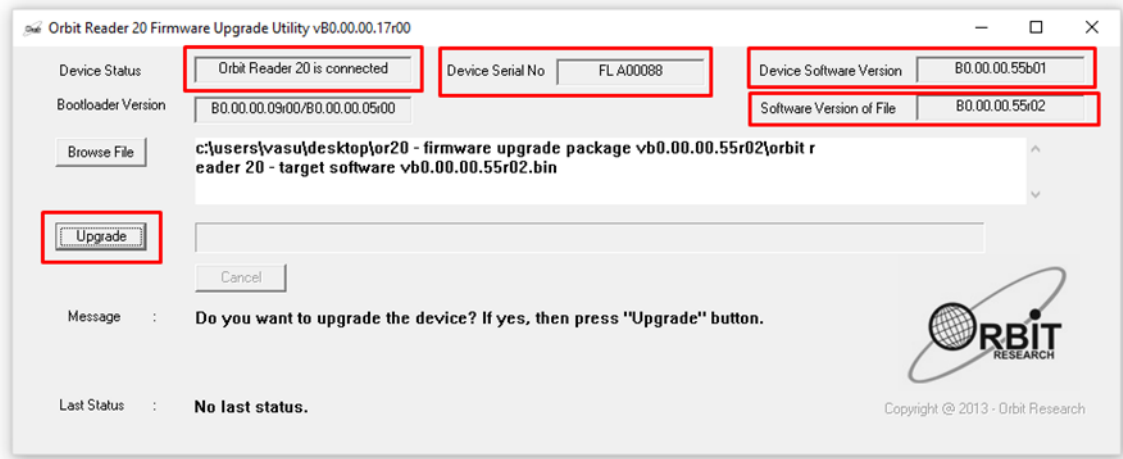 Orbit Reader 20 Firmware Upgrade Utility vB0.00.00.17r00
Device Status
Orbit Reader 20 is connected
Device Serial No
FL A00088
Device Software Version
B0.00.00.55b01
Bootloader Version
B0.00.00.09r00/B0.00.00.05r00
Software Version of File
B0.00.00.55r02
Browse File
c:\users\vasu\desktop\or20 - firmware upgrade package vb0.00.00.55r02\orbit r
eader 20 - target software vb0.00.00.55r02.bin
Upgrade
Cancel
Message :
Do you want to upgrade the device? If yes, then press "Upgrade" button.
ORBIT
RESEARCH
Last Status :
No last status.
Copyright @ 2013 - Orbit Research